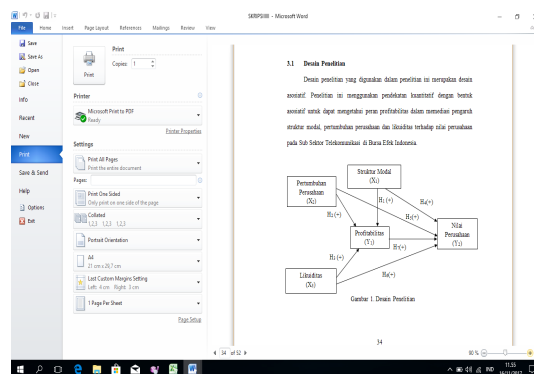 SKRIPSIIIIII - Microsoft Word
File Home Insert Page Layout References Mailings Review View
Save
Save As
Open
Close
Info
Recent
New
Print
Save & Send
Help
Options
Exit
Print
Copies: 1
Print
Printer
Microsoft Print to PDF
Ready
Printer Properties
Settings
Print All Pages
Print the entire document
Pages:
Print One Sided
Only print on one side of the page
Collated
1,2,3 1,2,3 1,2,3
Portrait Orientation
A4
21 cm x 29,7 cm
Last Custom Margins Setting
Left: 4 cm Right: 3 cm
1 Page Per Sheet
Page Setup
3.1 Desain Penelitian
Desain penelitian yang digunakan dalam penelitian ini merupakan desain
asosiatif. Penelitian ini menggunakan pendekatan kuantitatif dengan bentuk
asosiatif untuk dapat mengetahui peran profitabilitas dalam memediasi pengaruh
struktur modal, pertumbuhan perusahaan dan likuiditas terhadap nilai perusahaan
pada Sub Sektor Telekomunikasi di Bursa Efek Indonesia.
Struktur Modal
(X₁)
Pertumbuhan
Perusahaan
(X₂)
H₁ (+)
H₂ (+)
Profitabilitas
(Y₁)
Nilai
Perusahaan
(Y₂)
H₇(+)
Likuiditas
(X₃)
Gambar 1. Desain Penelitian
34
34 of 52
90 %
IND
11.55
16/11/2017